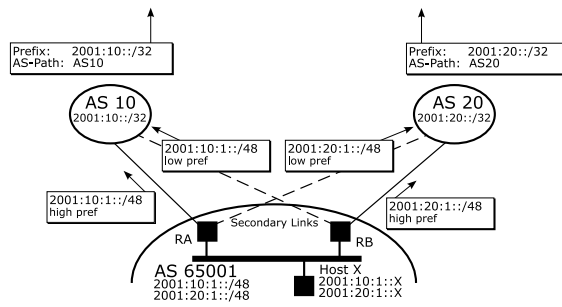 Prefix: 2001:10::/32
AS-Path: AS10
Prefix: 2001:20::/32
AS-Path: AS20
AS 10
2001:10::/32
AS 20
2001:20::/32
2001:10:1::/48
low pref
2001:20:1::/48
low pref
2001:10:1::/48
high pref
2001:20:1::/48
high pref
Secondary Links
RA
RB
AS 65001
2001:10:1::/48
2001:20:1::/48
Host X
2001:10:1::X
2001:20:1::X